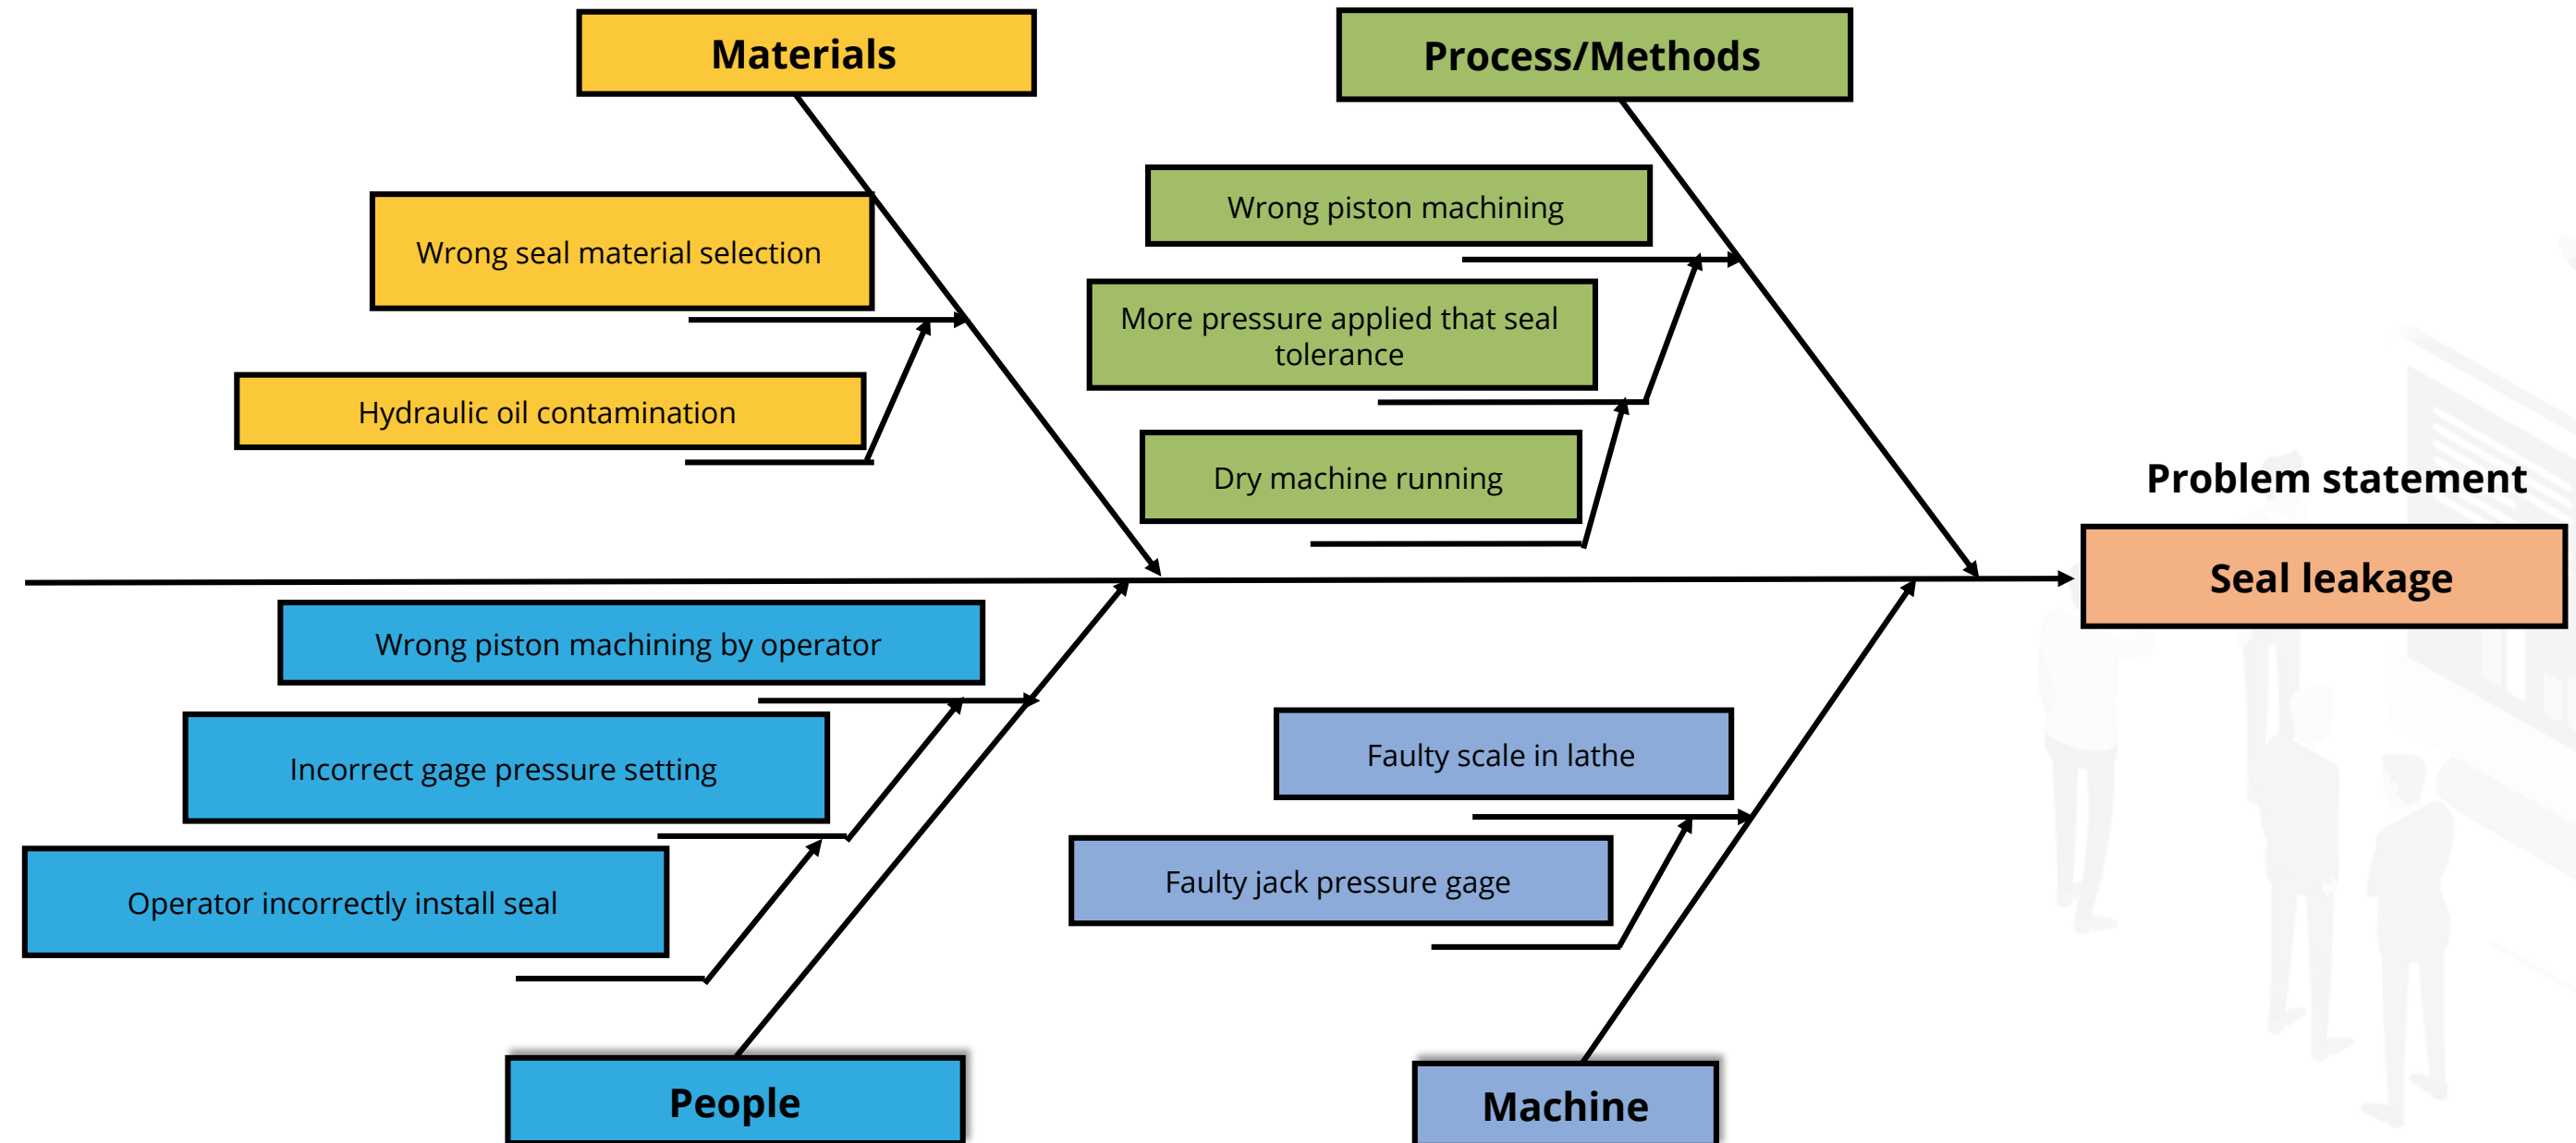 Materials
Process/Methods
Wrong piston machining
Wrong seal material selection
More pressure applied that seal
tolerance
Hydraulic oil contamination
Dry machine running
Problem statement
Seal leakage
Wrong piston machining by operator
Incorrect gage pressure setting
Faulty scale in lathe
Operator incorrectly install seal
Faulty jack pressure gage
People
Machine